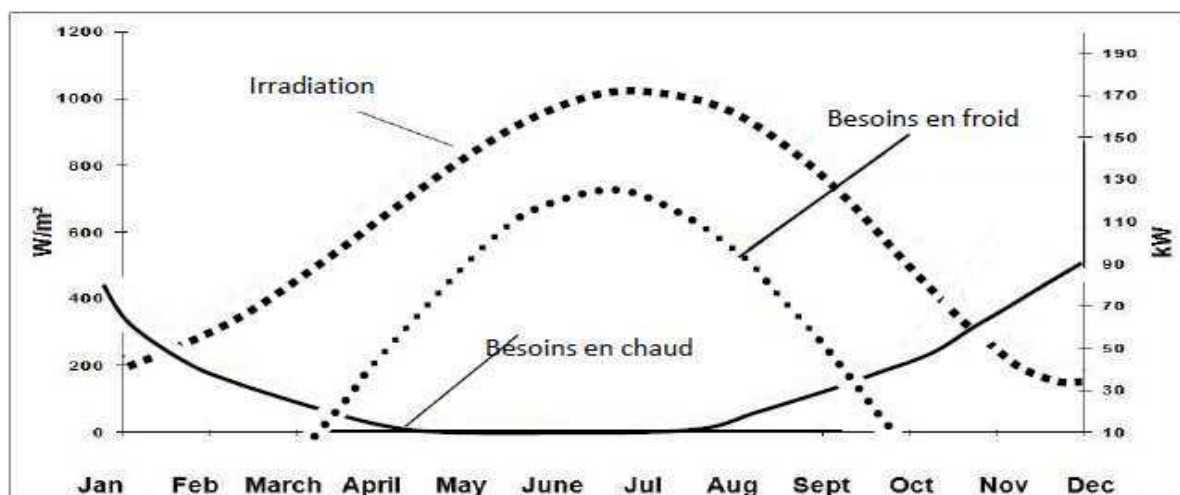 1200
1000
800
600
400
200
0
W/m²
Irradiation
Besoins en froid
Besoins en chaud
190
170
150
130
110
90
70
50
30
10
kW
Jan Feb March April May June Jul Aug Sept Oct Nov Dec